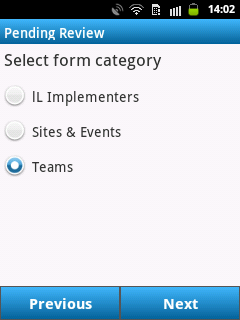 14:02
Pending Review
Select form category
IL Implementers
Sites & Events
Teams
Previous
Next